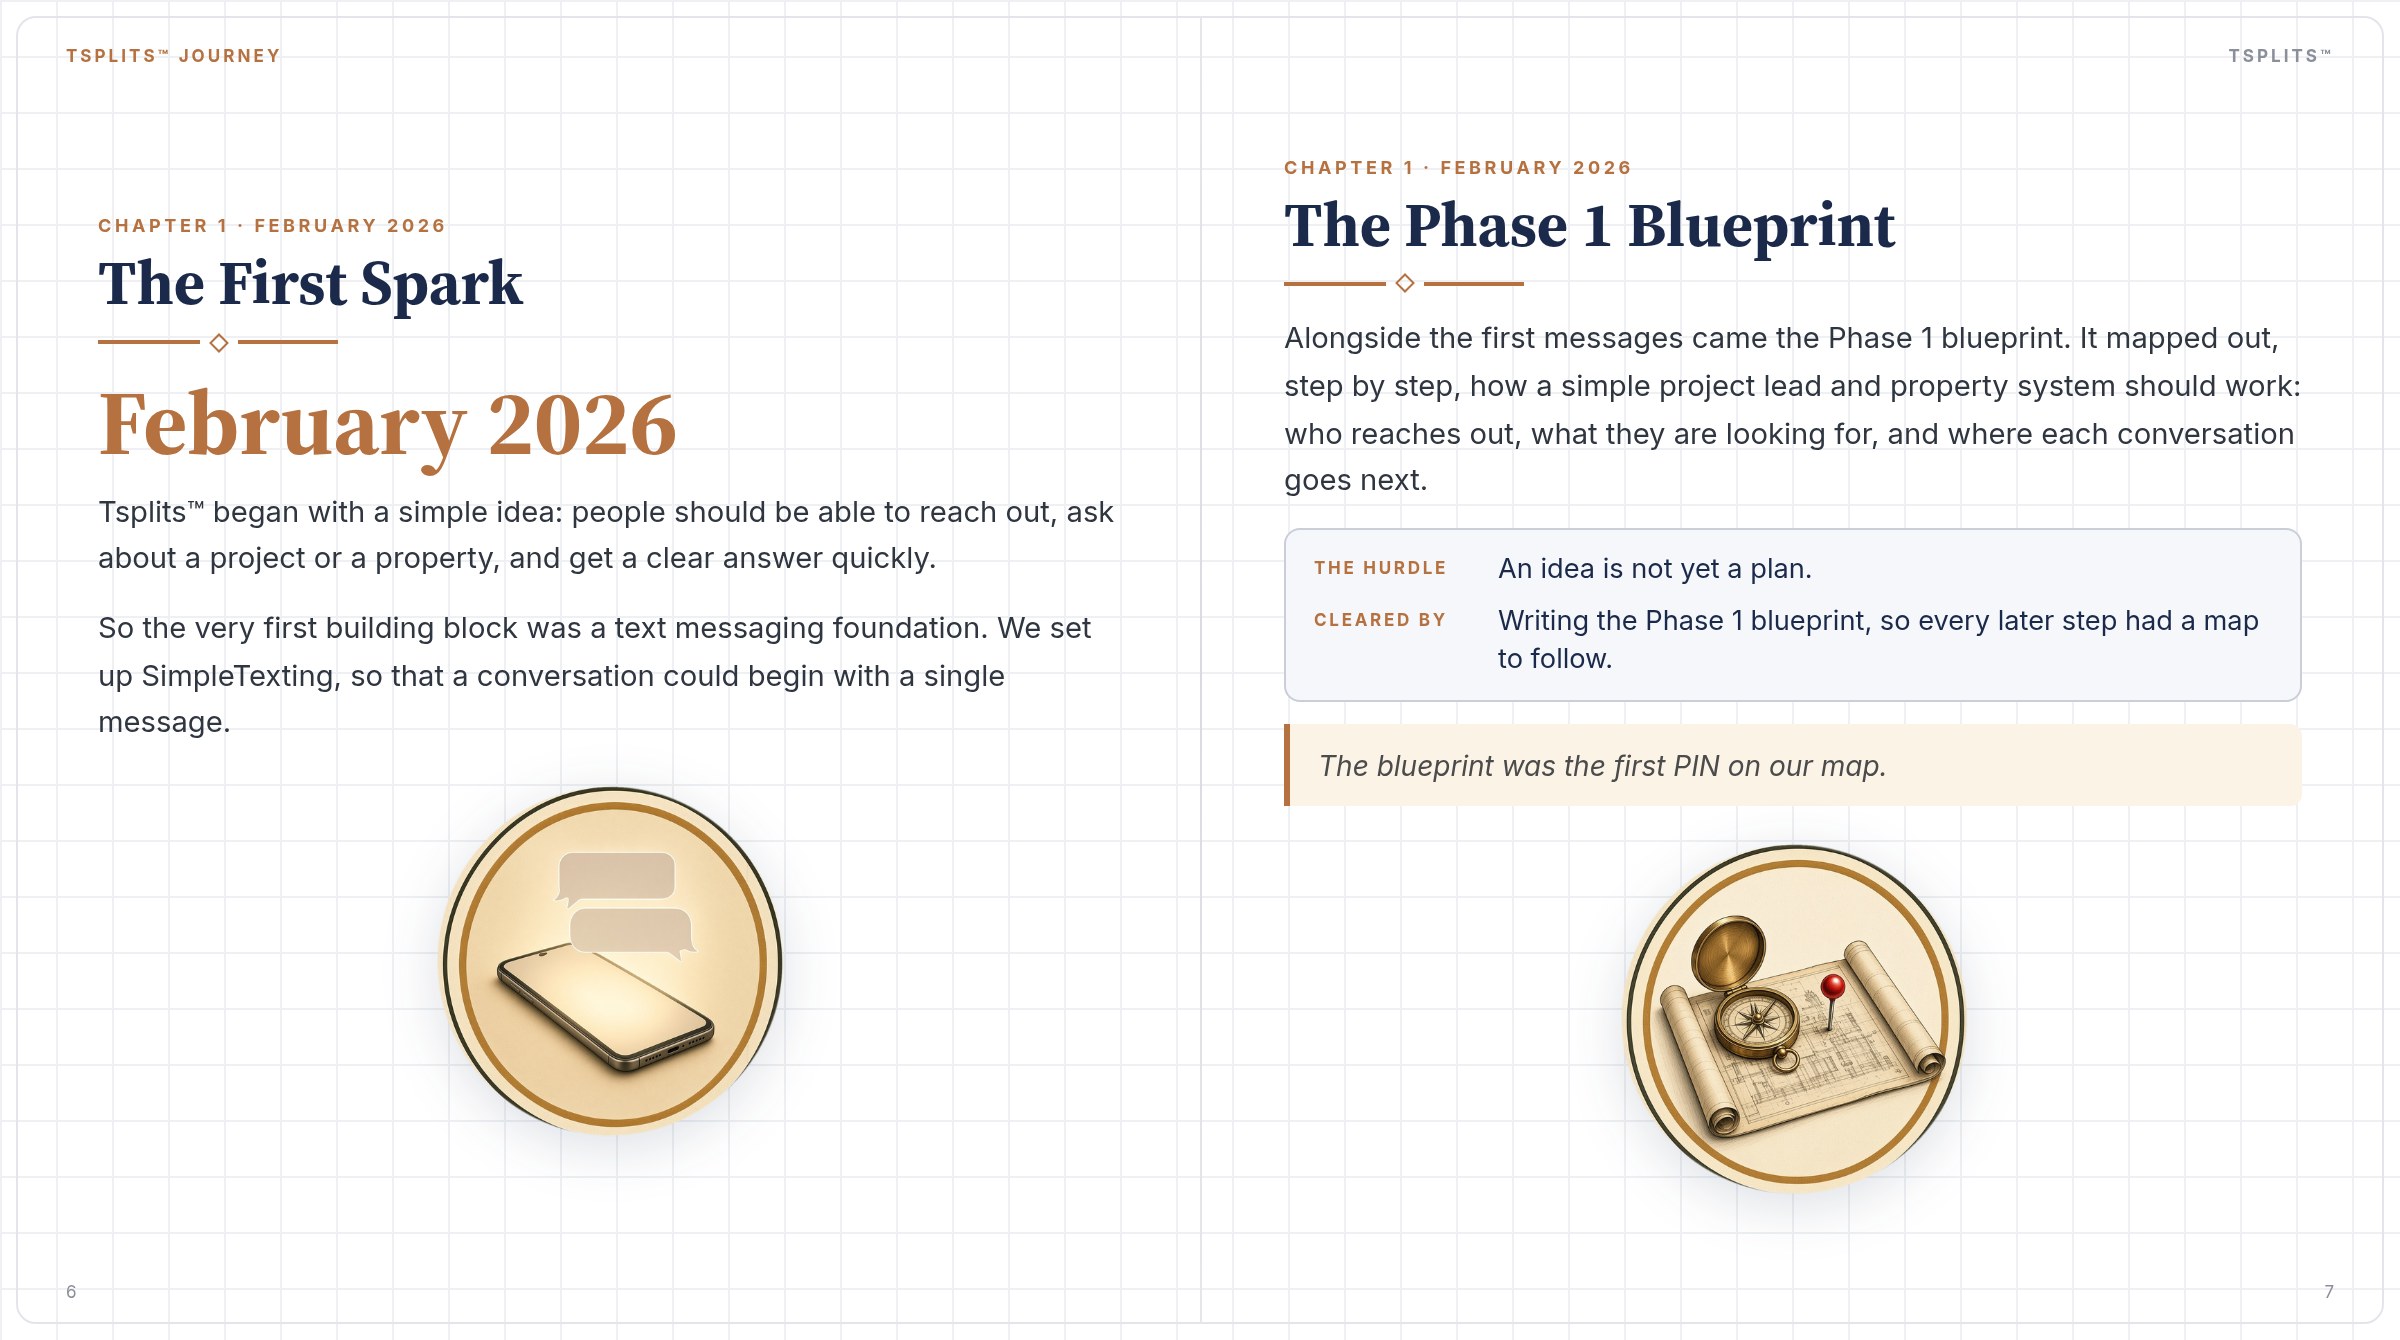 TSPLITS™ JOURNEY
CHAPTER 1 · FEBRUARY 2026
The First Spark
February 2026
Tsplits™ began with a simple idea: people should be able to reach out, ask
about a project or a property, and get a clear answer quickly.
So the very first building block was a text messaging foundation. We set
up SimpleTexting, so that a conversation could begin with a single
message.
6
TSPLITS™
CHAPTER 1 · FEBRUARY 2026
The Phase 1 Blueprint
Alongside the first messages came the Phase 1 blueprint. It mapped out,
step by step, how a simple project lead and property system should work:
who reaches out, what they are looking for, and where each conversation
goes next.
THE HURDLE An idea is not yet a plan.
CLEARED BY Writing the Phase 1 blueprint, so every later step had a map
to follow.
The blueprint was the first PIN on our map.
7